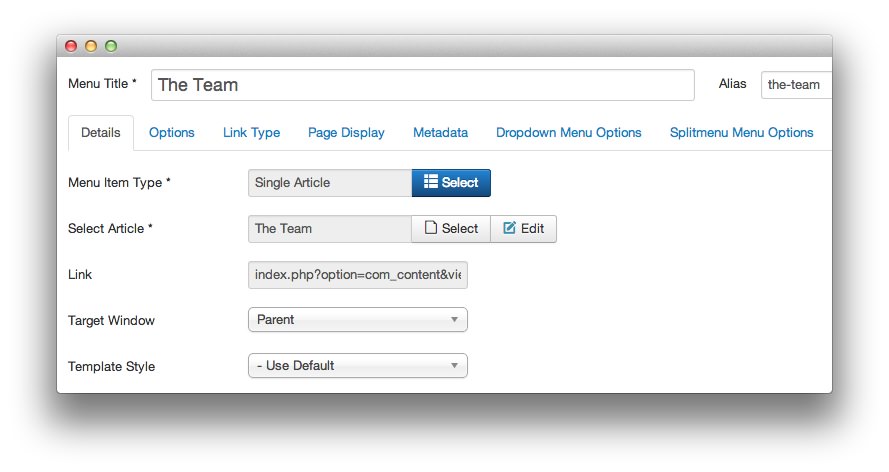 Menu Title * The Team Alias the-team
Details Options Link Type Page Display Metadata Dropdown Menu Options Splitmenu Menu Options
Menu Item Type * Single Article Select
Select Article * The Team Select Edit
Link index.php?option=com_content&vie
Target Window Parent
Template Style - Use Default